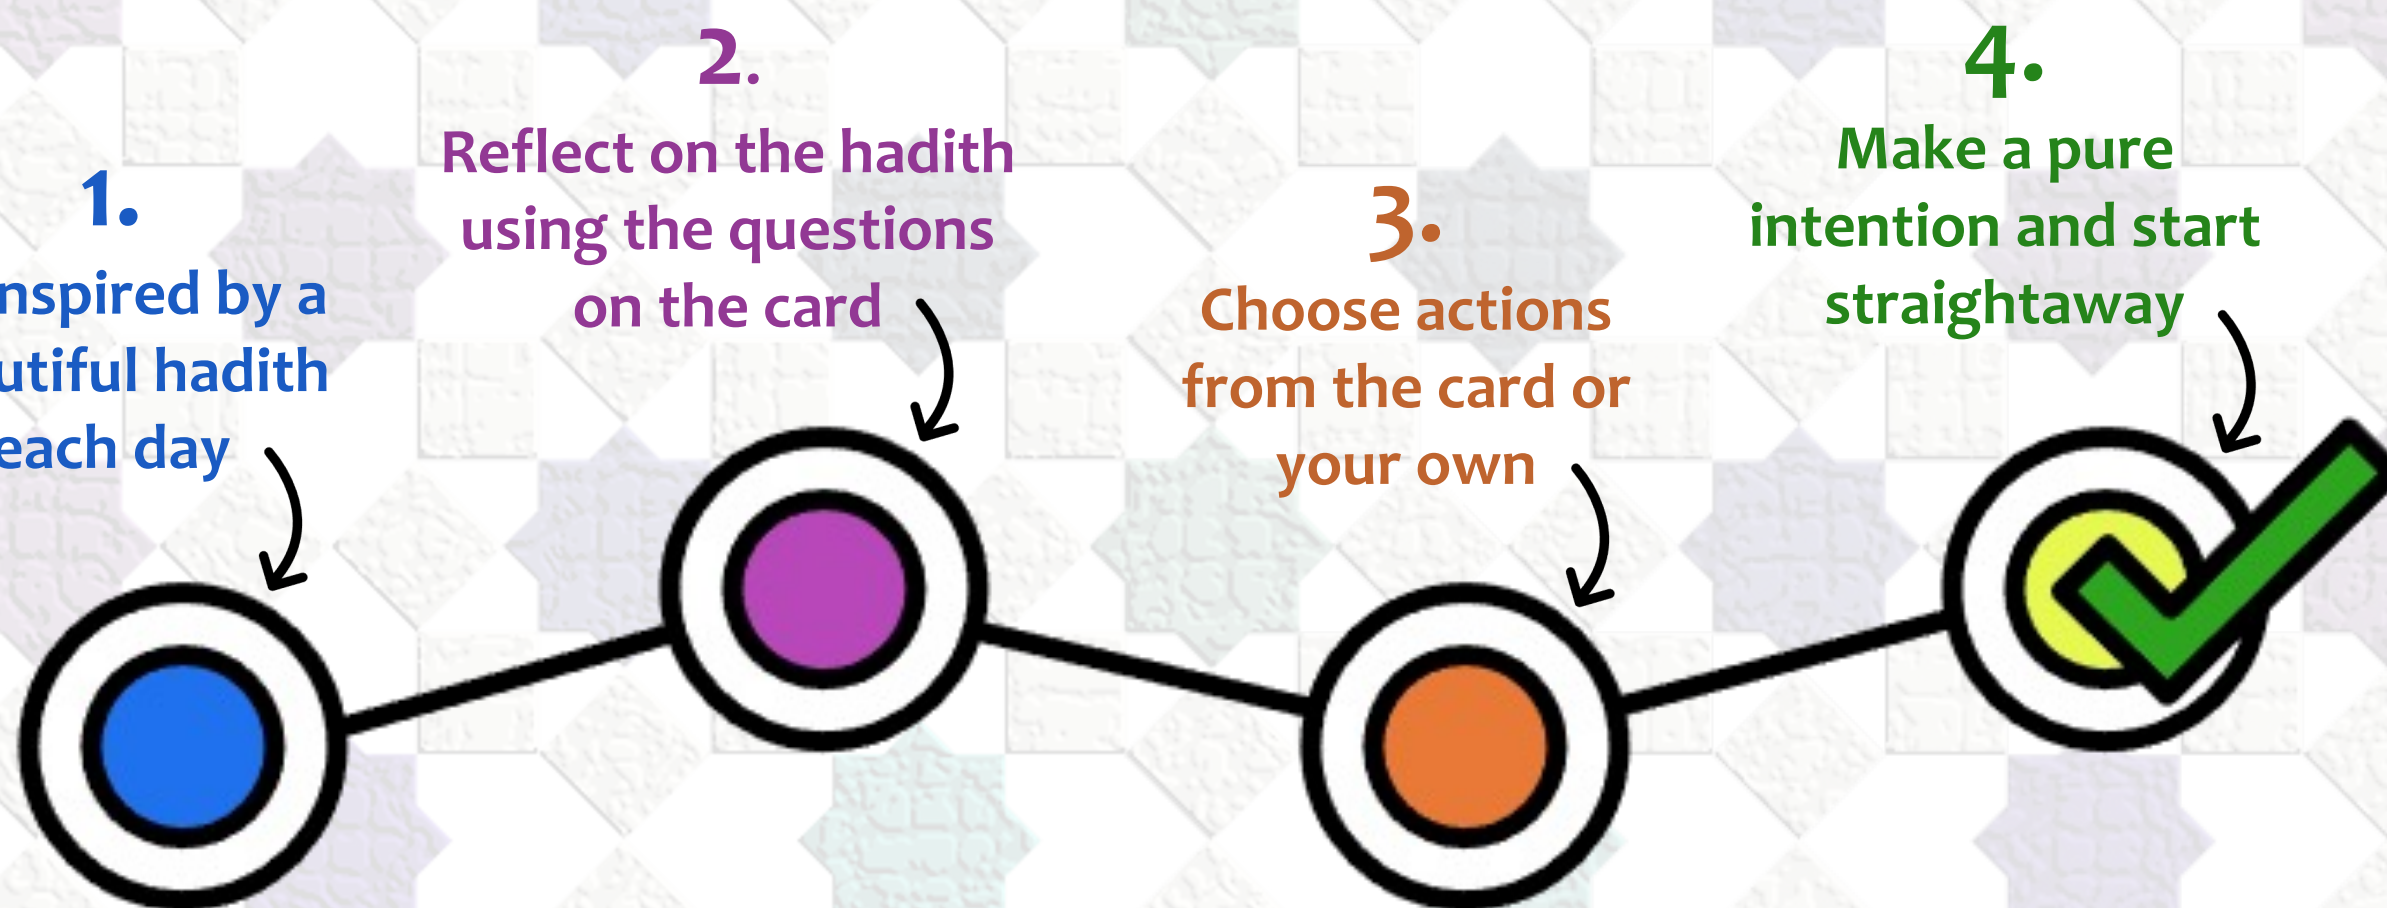 1.
nspired by a
utiful hadith
each day
2.
Reflect on the hadith
using the questions
on the card
3.
Choose actions
from the card or
your own
4.
Make a pure
intention and start
straightaway